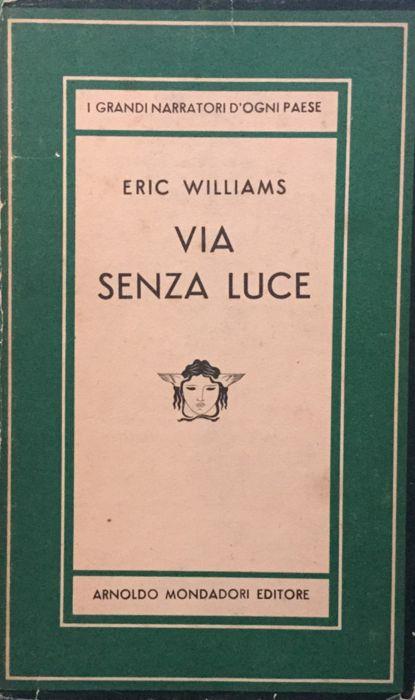 I GRANDI NARRATORI D'OGNI PAESE
ERIC WILLIAMS
VIA
SENZA LUCE
ARNOLDO MONDADORI EDITORE